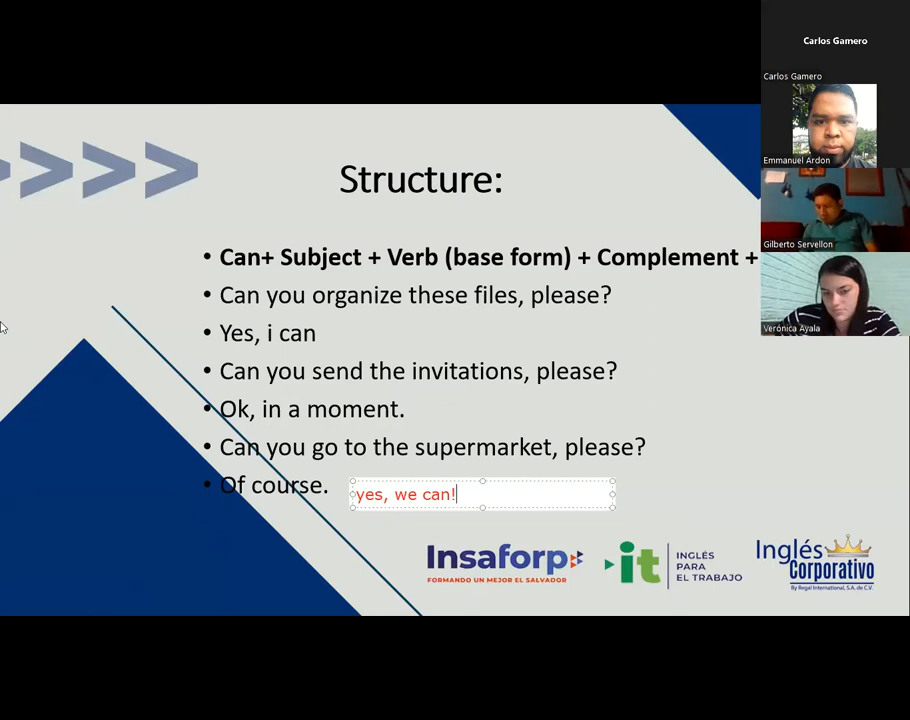 Carlos Gamero
Carlos Gamero
Emmanuel Ardon
Gilberto Servellon
Verónica Ayala
Structure:
• Can+ Subject + Verb (base form) + Complement +
• Can you organize these files, please?
• Yes, i can
• Can you send the invitations, please?
• Ok, in a moment.
• Can you go to the supermarket, please?
• Of course.
yes, we can!
Insaforp
FORMANDO UN MEJOR EL SALVADOR
it
INGLÉS
PARA
EL TRABAJO
Inglés
Corporativo
By Regal International, S.A. de C.V.